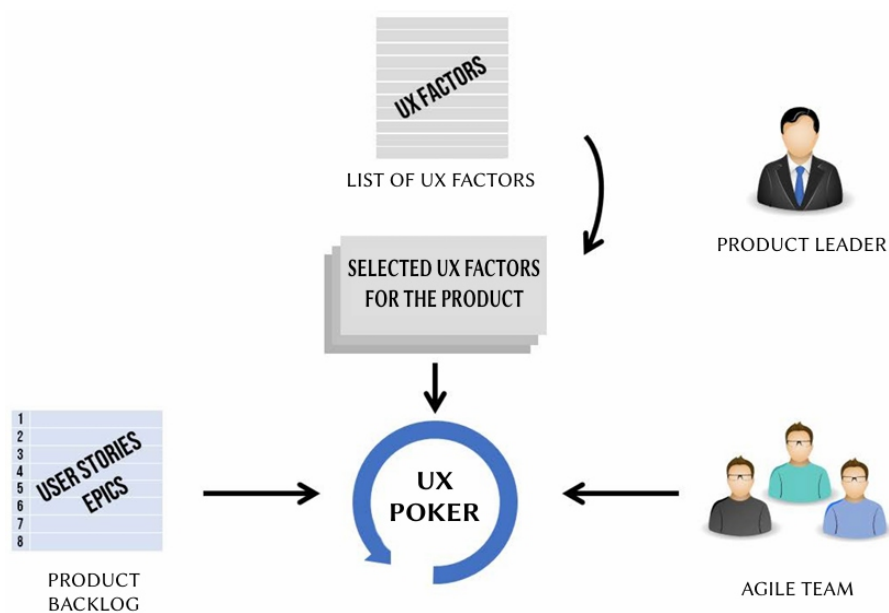 UX FACTORS
LIST OF UX FACTORS
PRODUCT LEADER
SELECTED UX FACTORS
FOR THE PRODUCT
1
2
3
4
5
6
7
8
USER STORIES
EPICS
UX
POKER
PRODUCT
BACKLOG
AGILE TEAM